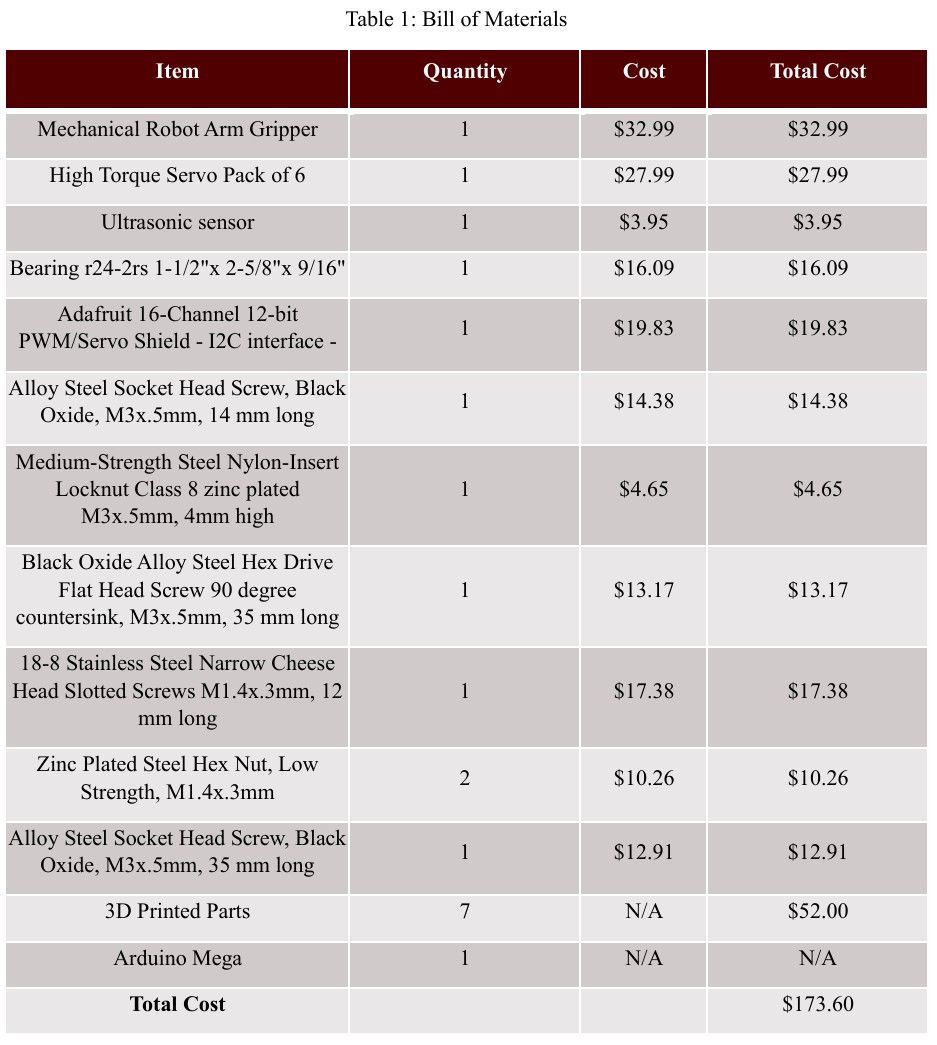 Table 1: Bill of Materials
Item Quantity Cost Total Cost
Mechanical Robot Arm Gripper 1 $32.99 $32.99
High Torque Servo Pack of 6 1 $27.99 $27.99
Ultrasonic sensor 1 $3.95 $3.95
Bearing r24-2rs 1-1/2"x 2-5/8"x 9/16" 1 $16.09 $16.09
Adafruit 16-Channel 12-bit
PWM/Servo Shield - I2C interface - 1 $19.83 $19.83
Alloy Steel Socket Head Screw, Black
Oxide, M3x.5mm, 14 mm long 1 $14.38 $14.38
Medium-Strength Steel Nylon-Insert
Locknut Class 8 zinc plated 1 $4.65 $4.65
M3x.5mm, 4mm high
Black Oxide Alloy Steel Hex Drive
Flat Head Screw 90 degree 1 $13.17 $13.17
countersink, M3x.5mm, 35 mm long
18-8 Stainless Steel Narrow Cheese
Head Slotted Screws M1.4x.3mm, 12 1 $17.38 $17.38
mm long
Zinc Plated Steel Hex Nut, Low
Strength, M1.4x.3mm 2 $10.26 $10.26
Alloy Steel Socket Head Screw, Black
Oxide, M3x.5mm, 35 mm long 1 $12.91 $12.91
3D Printed Parts 7 N/A $52.00
Arduino Mega 1 N/A N/A
Total Cost $173.60